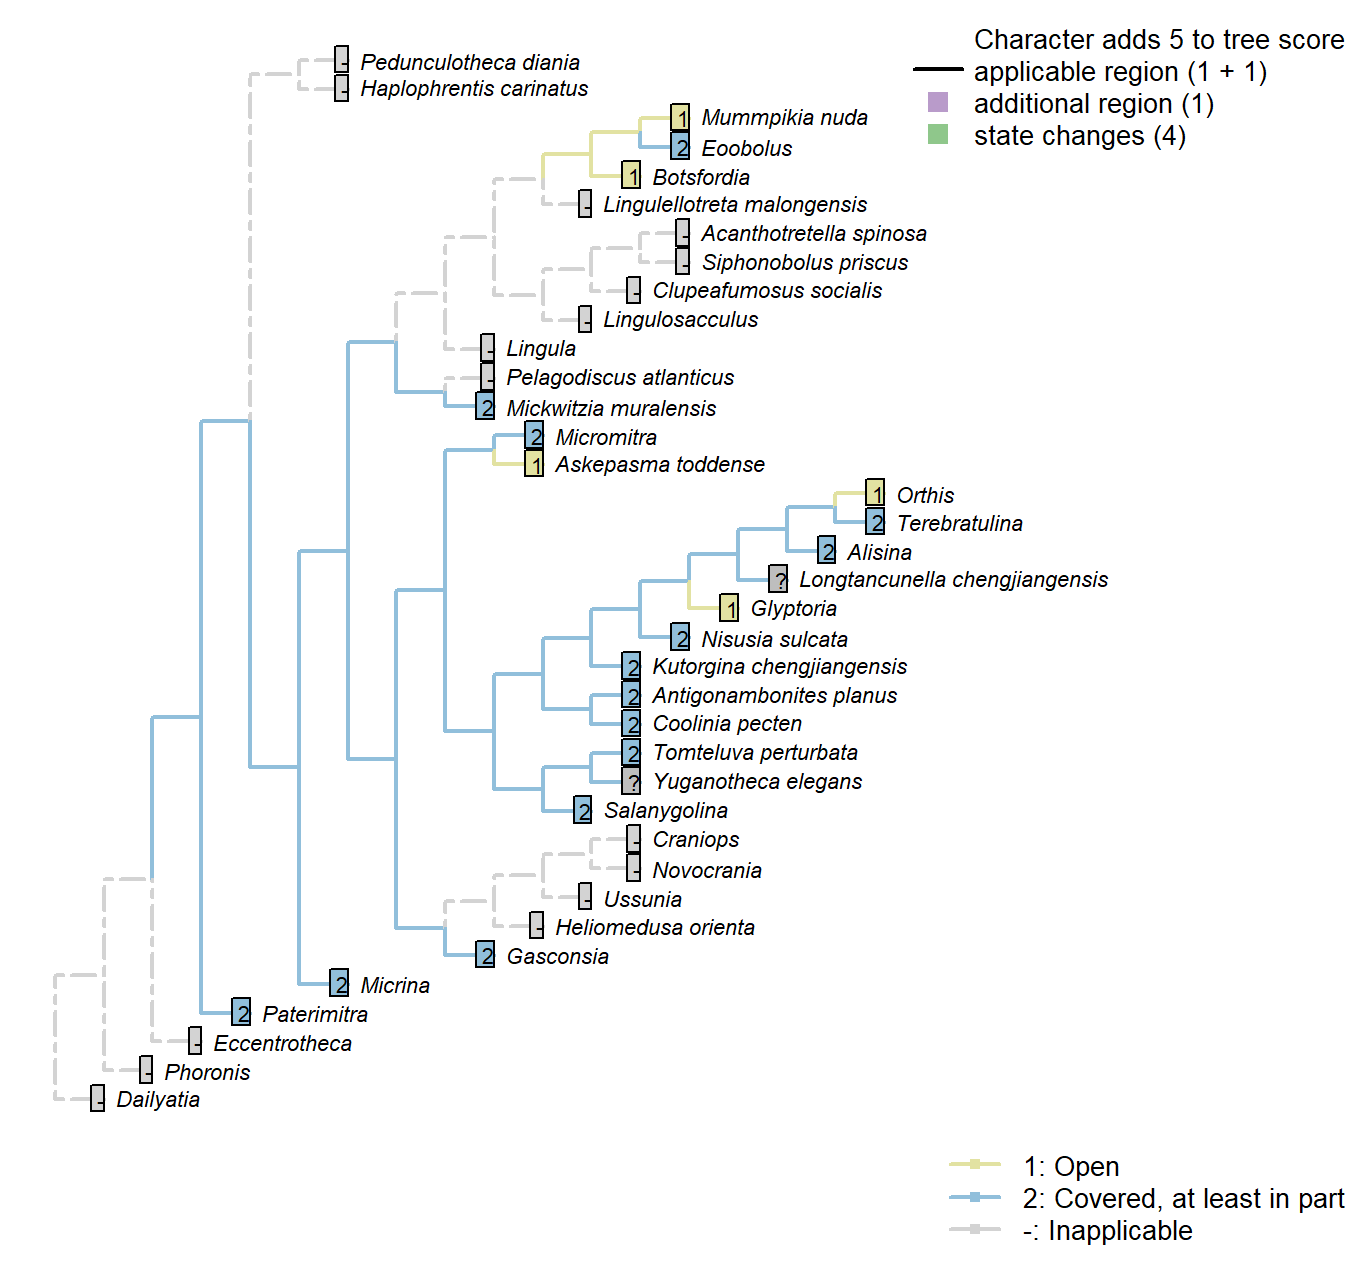 Character adds 5 to tree score
applicable region (1 + 1)
additional region (1)
state changes (4)
- Pedunculotheca diania
- Haplophrentis carinatus
1 Mummpikia nuda
2 Eoobolus
1 Botsfordia
- Lingulellotreta malongensis
- Acanthotretella spinosa
- Siphonobolus priscus
- Clupeafumosus socialis
- Lingulosacculus
- Lingula
- Pelagodiscus atlanticus
2 Mickwitzia muralensis
2 Micromitra
1 Askepasma toddense
1 Orthis
2 Terebratulina
2 Alisina
? Longtancunella chengjiangensis
1 Glyptoria
2 Nisusia sulcata
2 Kutorgina chengjiangensis
2 Antigonambonites planus
2 Coolinia pecten
2 Tomteluva perturbata
? Yuganotheca elegans
2 Salanygolina
- Craniops
- Novocrania
- Ussunia
- Heliomedusa orienta
2 Gasconsia
2 Micrina
2 Paterimitra
- Eccentrotheca
- Phoronis
- Dailyatia
1: Open
2: Covered, at least in part
-: Inapplicable